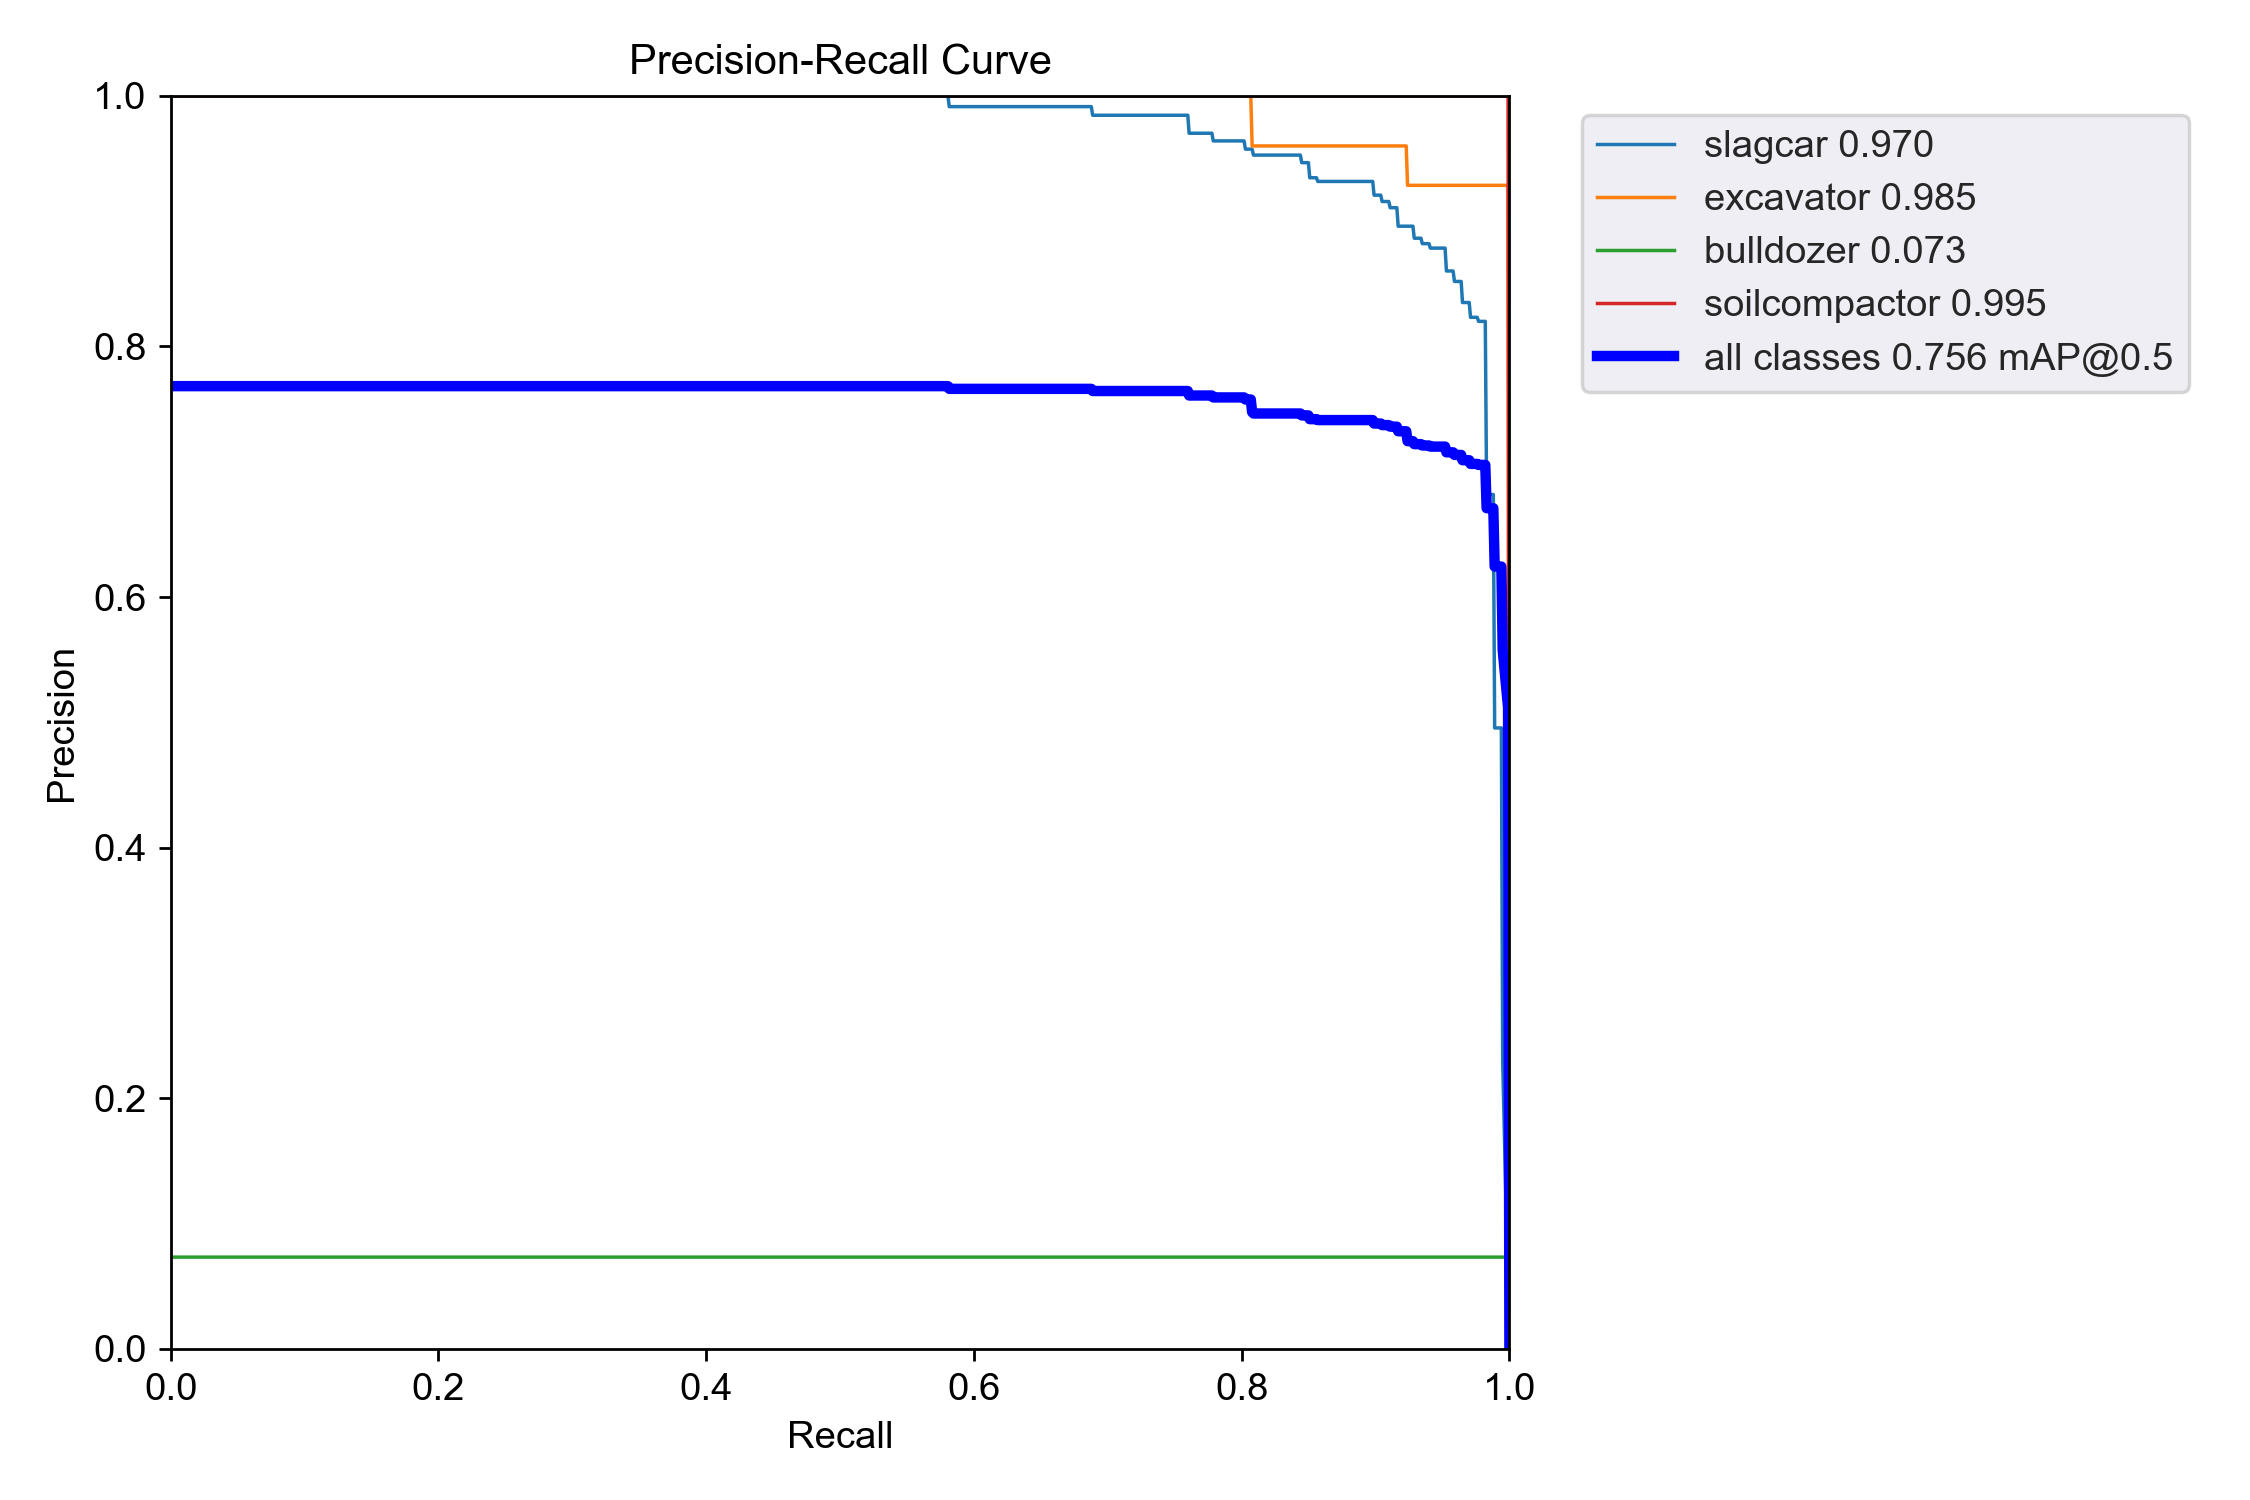 Precision-Recall Curve
1.0
0.8
0.6
0.4
0.2
0.0
Precision
0.0 0.2 0.4 0.6 0.8 1.0
Recall
slagcar 0.970
excavator 0.985
bulldozer 0.073
soilcompactor 0.995
all classes 0.756 mAP@0.5